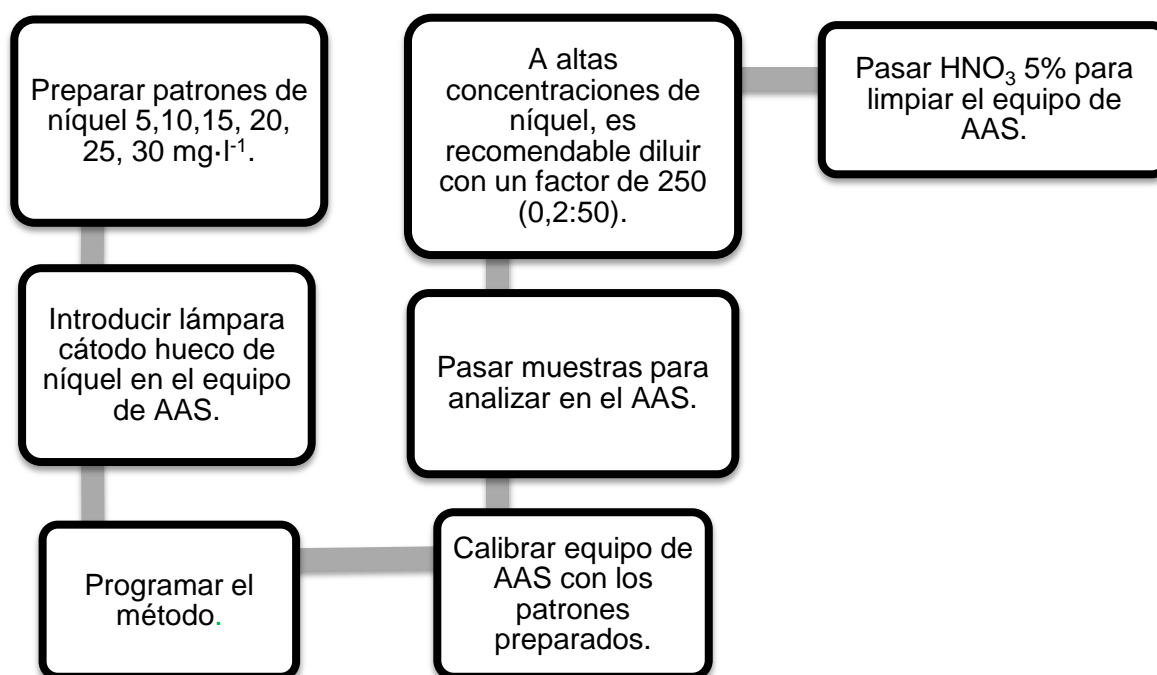 Preparar patrones de
níquel 5,10,15, 20,
25, 30 mg·l⁻¹.
Introducir lámpara
cátodo hueco de
níquel en el equipo
de AAS.
Programar el
método.
Calibrar equipo de
AAS con los
patrones
preparados.
Pasar muestras para
analizar en el AAS.
A altas
concentraciones de
níquel, es
recomendable diluir
con un factor de 250
(0,2:50).
Pasar HNO₃ 5% para
limpiar el equipo de
AAS.